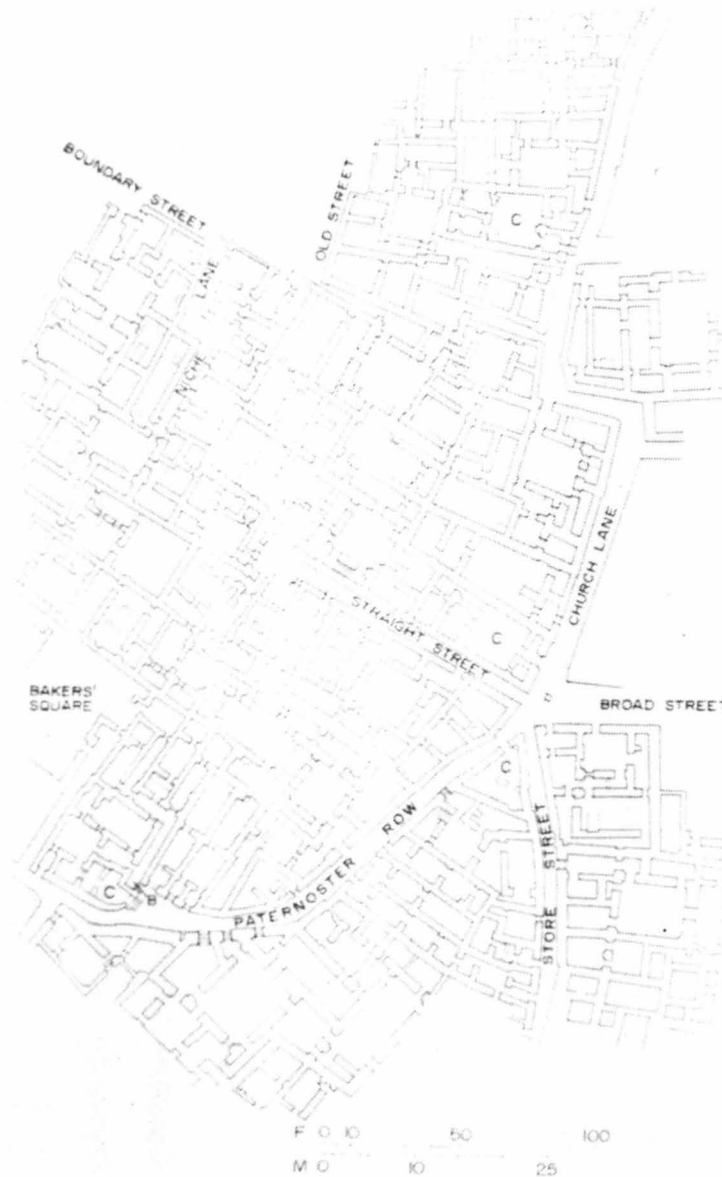 BOUNDARY STREET
OLD STREET
C
NICHE LANE
CHURCH LANE
STRAIGHT STREET
C
BAKERS'
SQUARE
B
BROAD STREET
C
PATERNOSTER ROW
STORE STREET
C
B
F 0 10 50 100
M 0 10 25